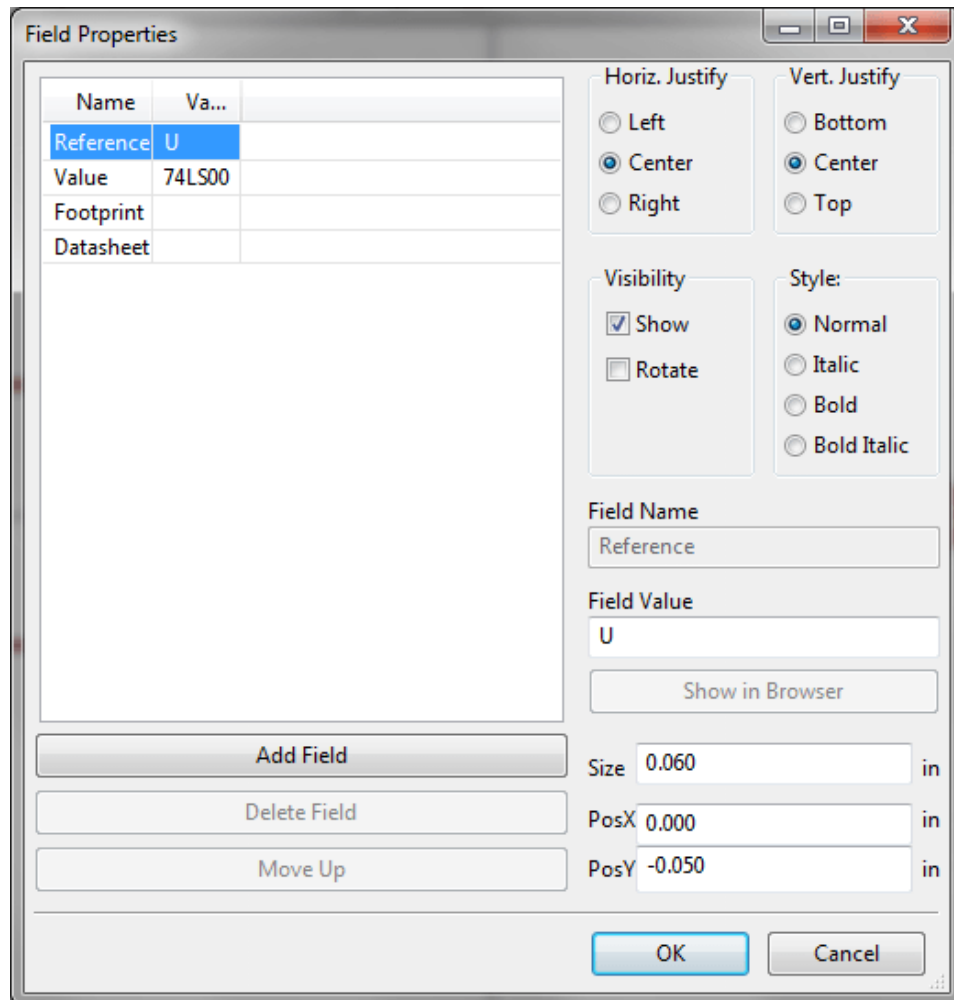 Field Properties
Name Va...
Reference U
Value 74LS00
Footprint
Datasheet
Add Field
Delete Field
Move Up
Horiz. Justify
Left
Center
Right
Vert. Justify
Bottom
Center
Top
Visibility
Show
Rotate
Style:
Normal
Italic
Bold
Bold Italic
Field Name
Reference
Field Value
U
Show in Browser
Size 0.060 in
PosX 0.000 in
PosY -0.050 in
OK Cancel